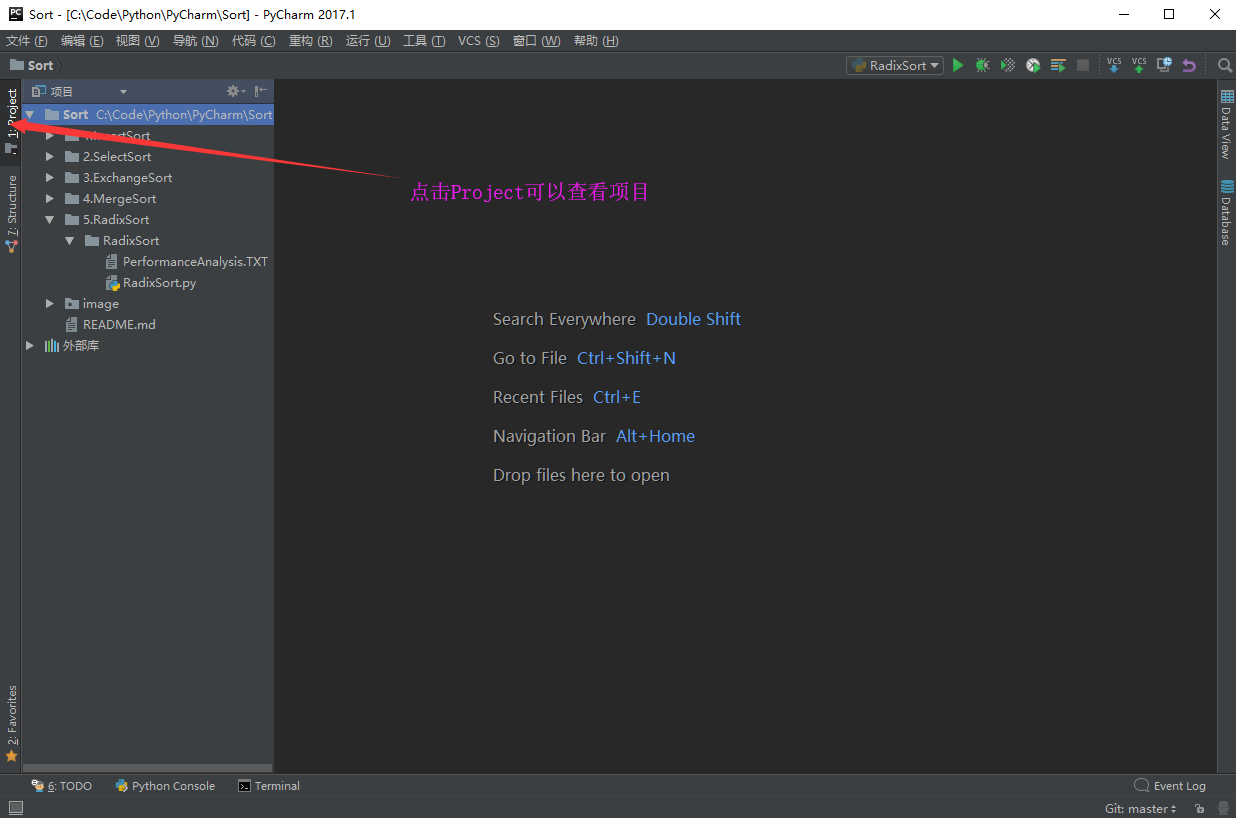 Sort - [C:\Code\Python\PyCharm\Sort] - PyCharm 2017.1
文件 (F) 编辑 (E) 视图 (V) 导航 (N) 代码 (C) 重构 (R) 运行 (U) 工具 (T) VCS (S) 窗口 (W) 帮助 (H)
Sort RadixSort VCS VCS
1: Project
7: Structure
2: Favorites
项目
Sort C:\Code\Python\PyCharm\Sort
2.SelectSort
3.ExchangeSort
4.MergeSort
5.RadixSort
RadixSort
PerformanceAnalysis.TXT
RadixSort.py
image
README.md
外部库
点击Project可以查看项目
Search Everywhere Double Shift
Go to File Ctrl+Shift+N
Recent Files Ctrl+E
Navigation Bar Alt+Home
Drop files here to open
Data View
Database
6: TODO Python Console Terminal Event Log
Git: master